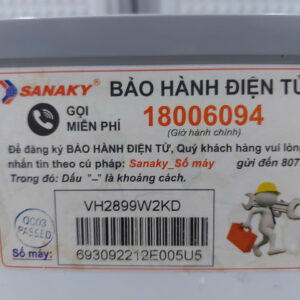 SANAKY BẢO HÀNH ĐIỆN TỬ
GỌI MIỄN PHÍ 18006094
(Giờ hành chính)
Để đăng ký BẢO HÀNH ĐIỆN TỬ, Quý khách hàng vui lòng
nhắn tin theo cú pháp: Sanaky_Số máy gửi đến 807
Trong đó: Dấu "_" là khoảng cách.
VH2899W2KD
QC03
PASSED
Số máy: 693092212E005U5